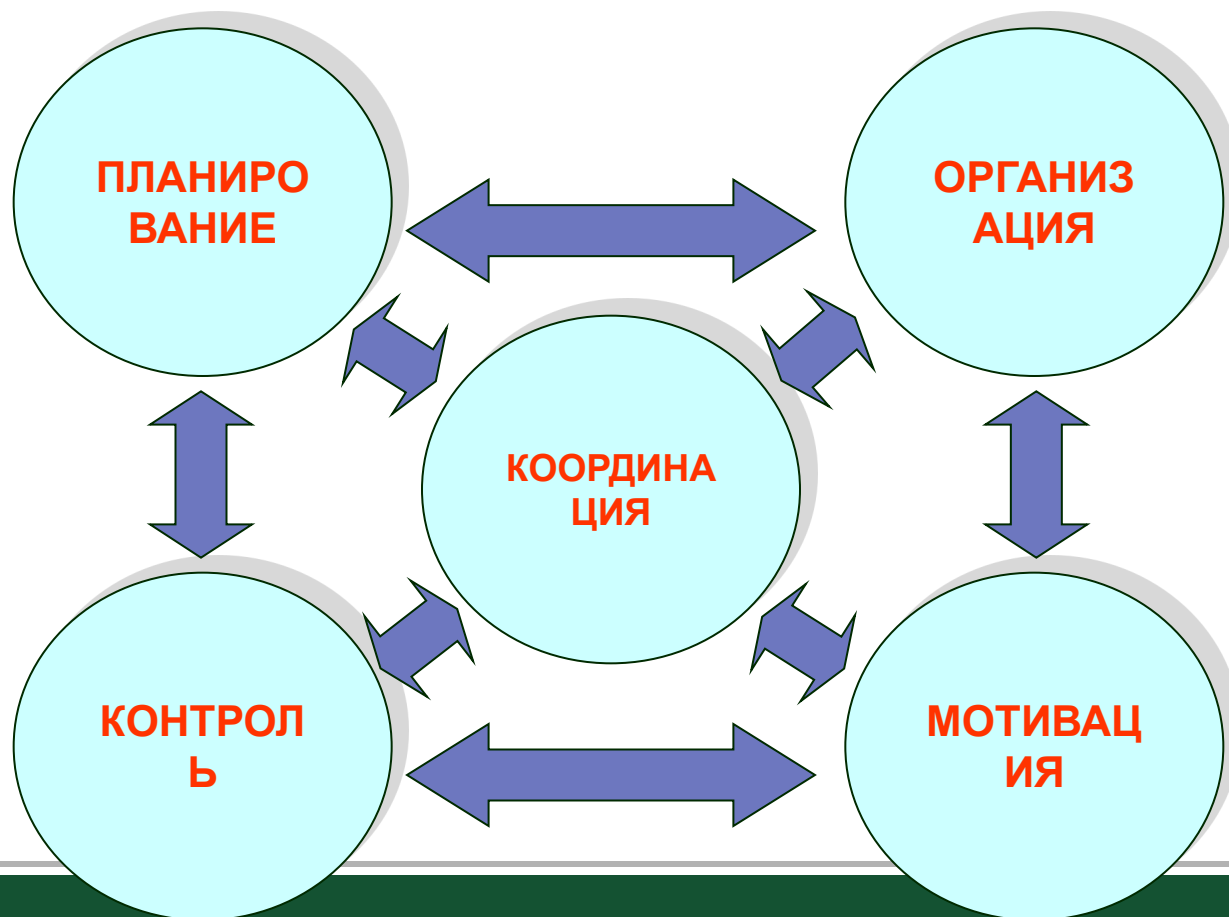 ПЛАНИРО
ВАНИЕ
ОРГАНИЗ
АЦИЯ
КООРДИНА
ЦИЯ
КОНТРОЛ
Ь
МОТИВАЦ
ИЯ